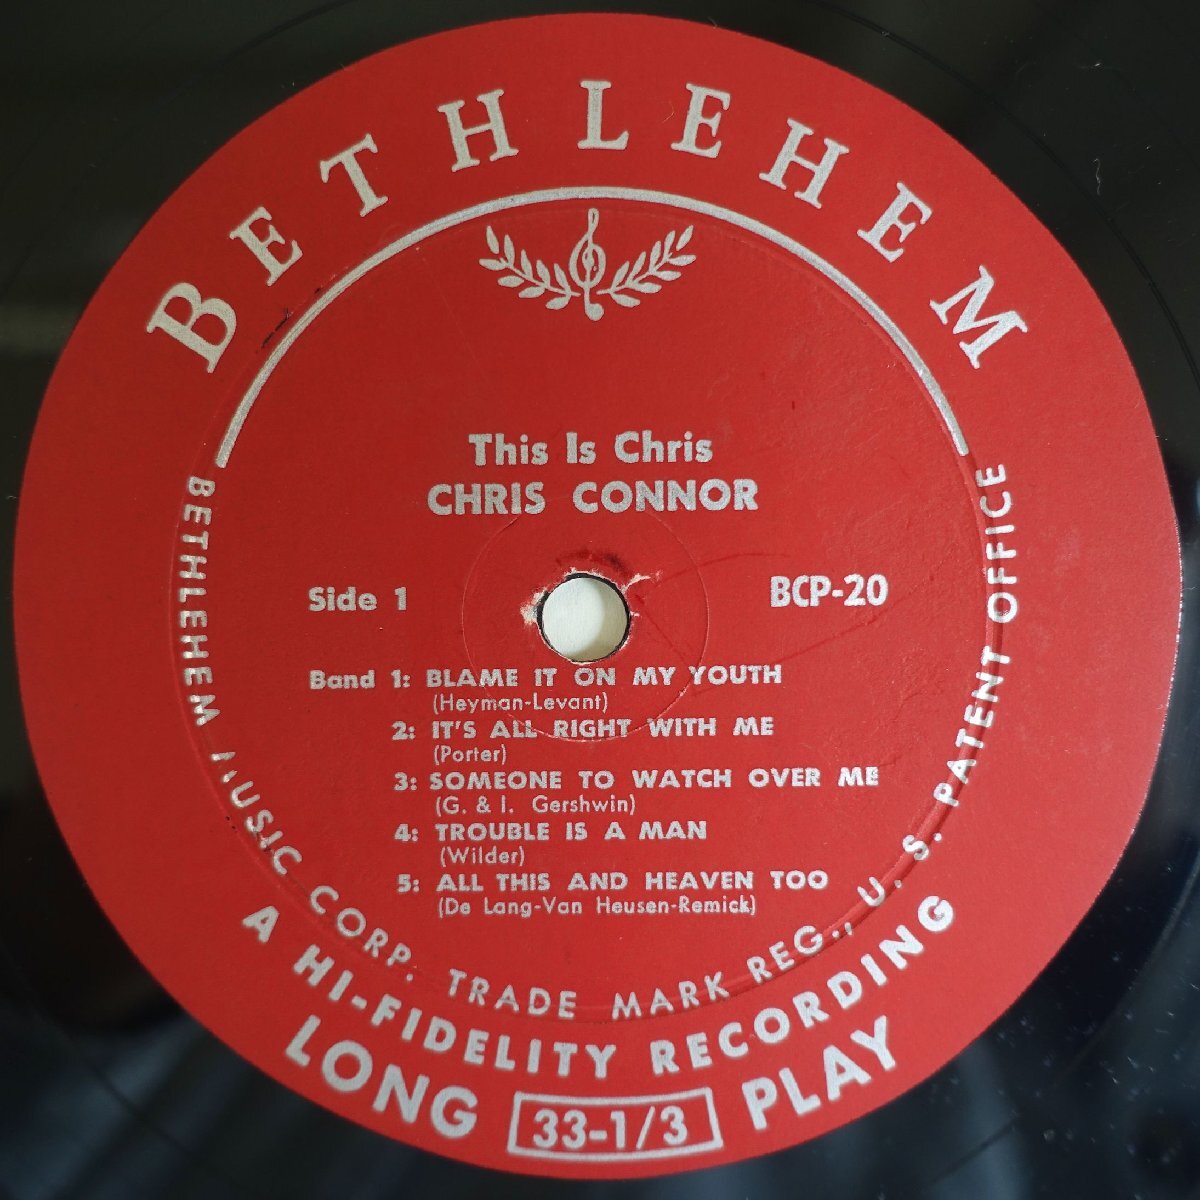 BETHLEHEM
This Is Chris
CHRIS CONNOR
Side 1
BCP-20
Band 1: BLAME IT ON MY YOUTH
(Heyman-Levant)
2: IT'S ALL RIGHT WITH ME
(Porter)
3: SOMEONE TO WATCH OVER ME
(G. & I. Gershwin)
4: TROUBLE IS A MAN
(Wilder)
5: ALL THIS AND HEAVEN TOO
(De Lang-Van Heusen-Remick)
BETHLEHEM MUSIC CORP. TRADE MARK REG., U. S. PATENT OFFICE
A HI-FIDELITY RECORDING
LONG 33-1/3 PLAY